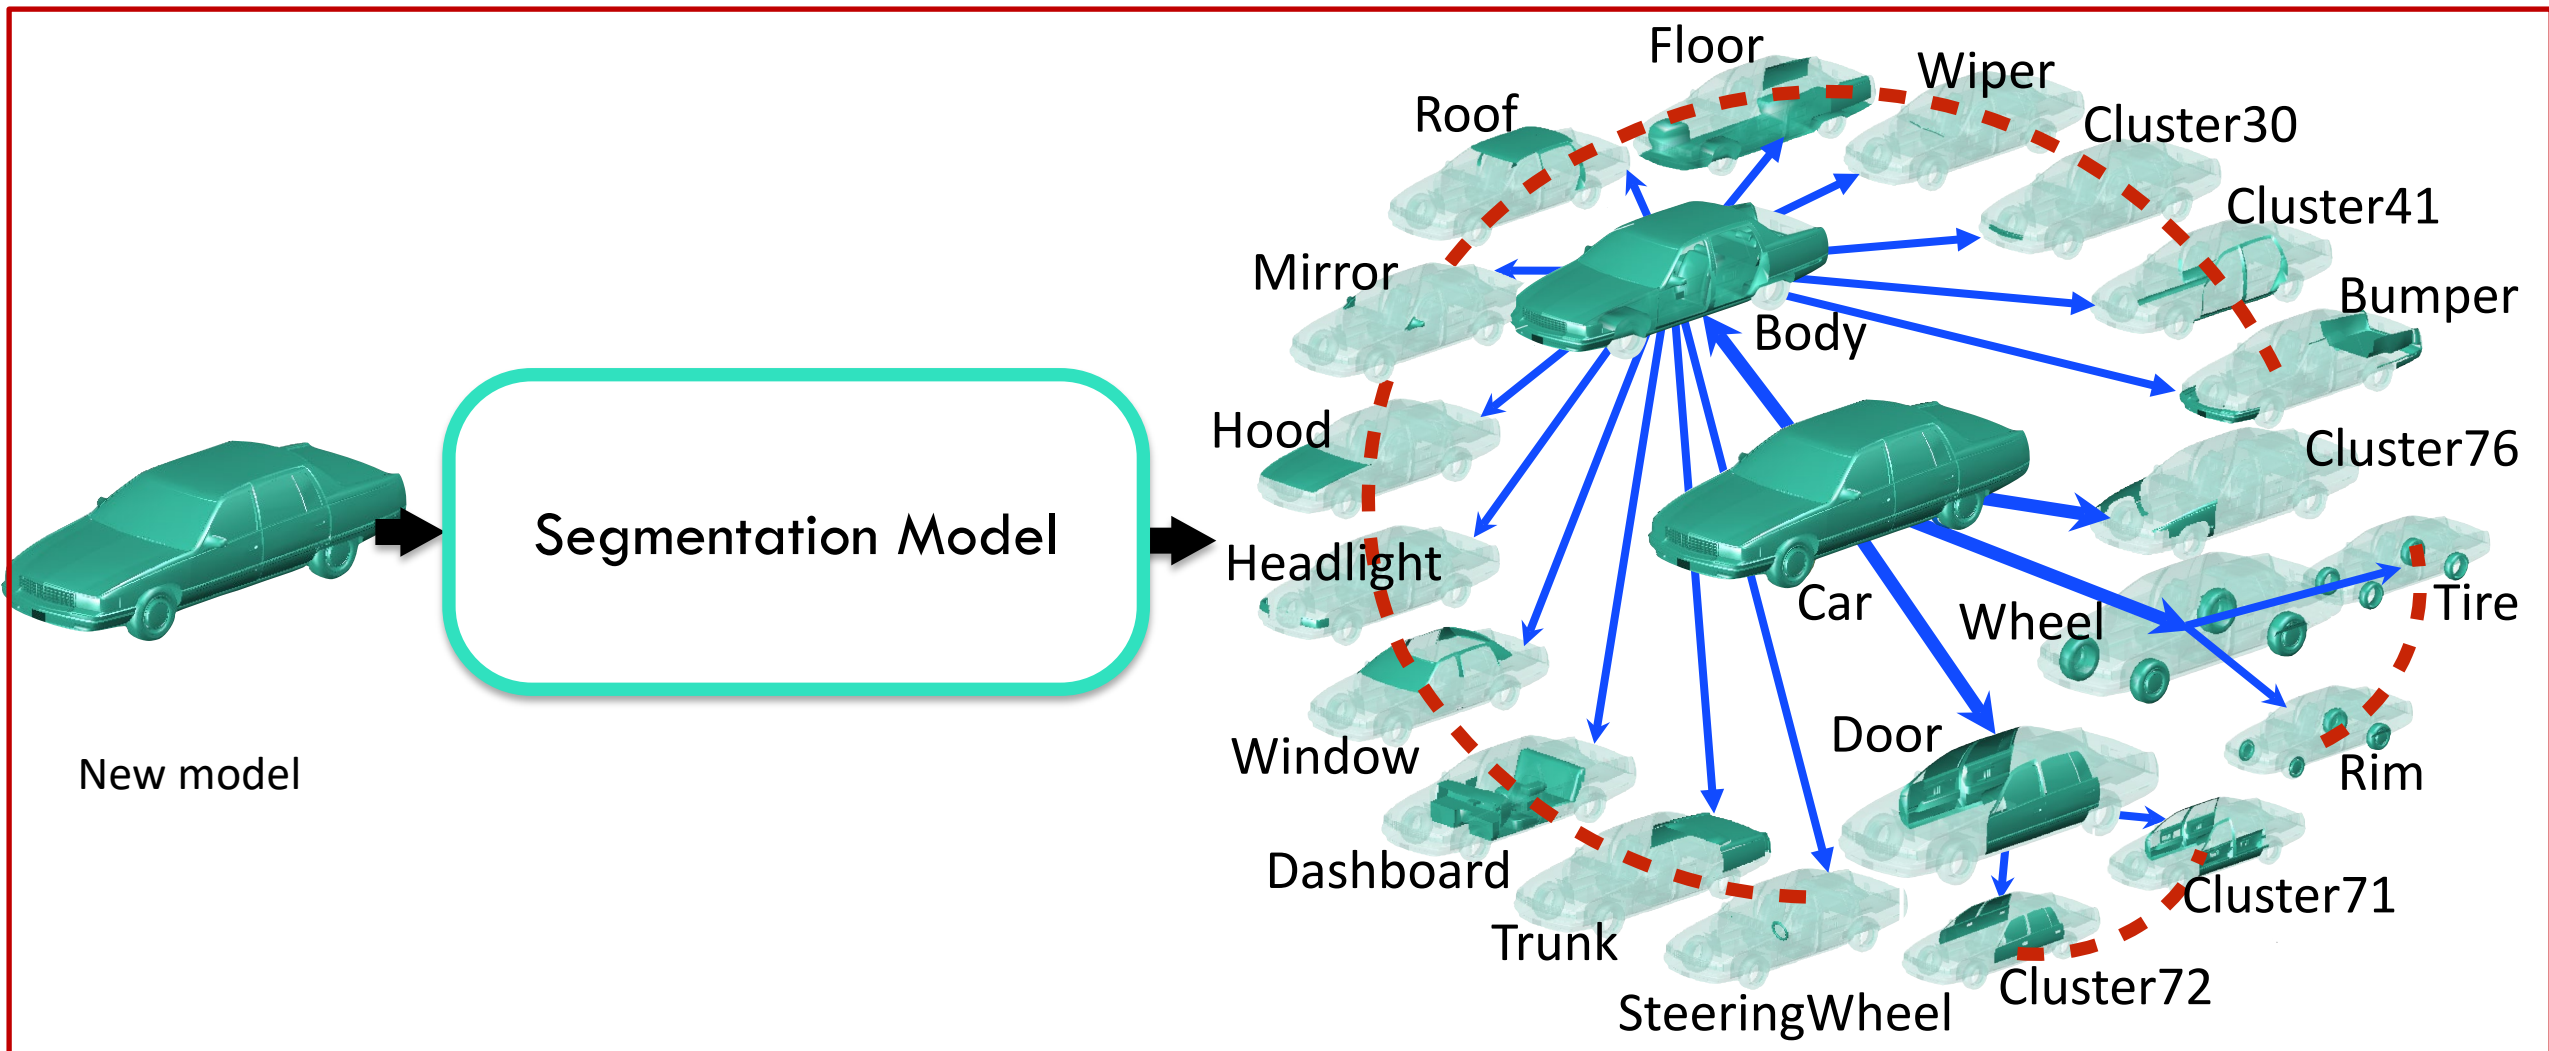 Floor
Wiper
Roof
Cluster30
Cluster41
Mirror
Bumper
Body
Hood
Cluster76
Segmentation Model
Headlight
Car
Wheel
Tire
Door
Window
New model
Rim
Dashboard
Cluster71
Trunk
Cluster72
SteeringWheel